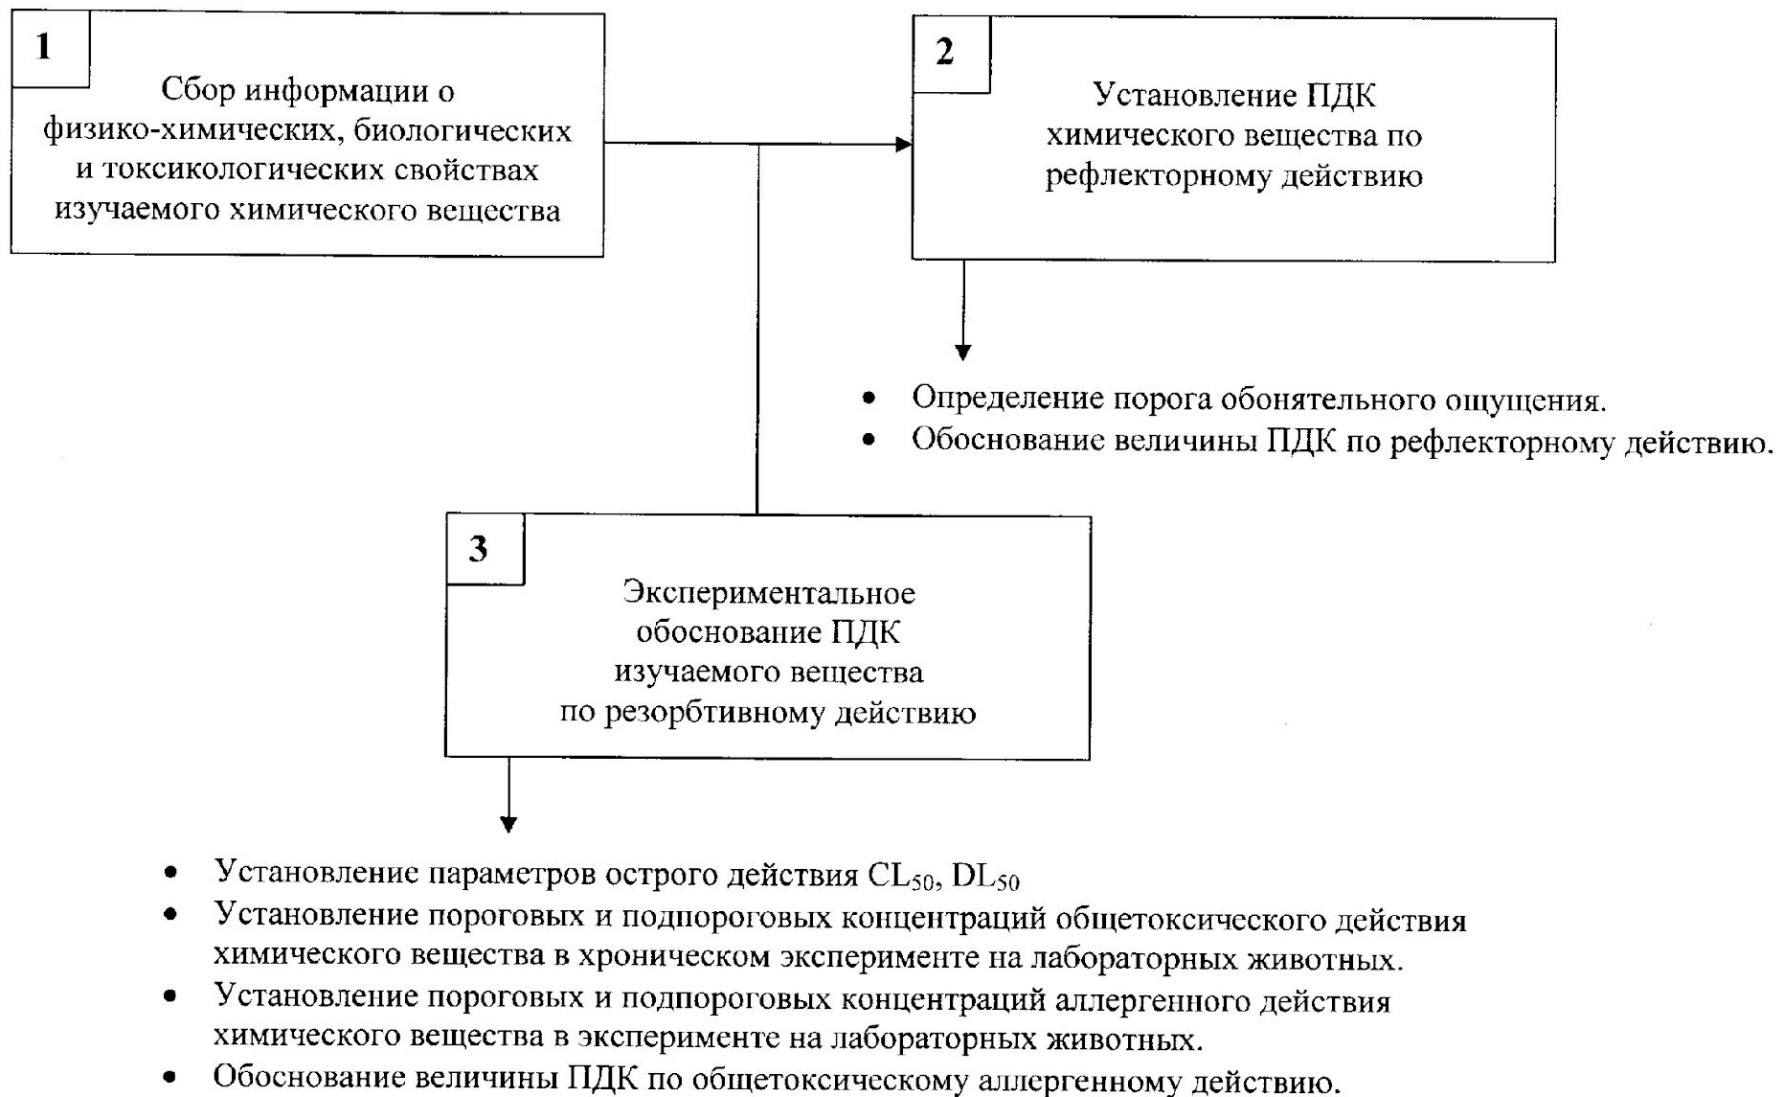 1
Сбор информации о
физико-химических, биологических
и токсикологических свойствах
изучаемого химического вещества
2
Установление ПДК
химического вещества по
рефлекторному действию
• Определение порога обонятельного ощущения.
• Обоснование величины ПДК по рефлекторному действию.
3
Экспериментальное
обоснование ПДК
изучаемого вещества
по резорбтивному действию
• Установление параметров острого действия CL₅₀, DL₅₀
• Установление пороговых и подпороговых концентраций общетоксического действия
химического вещества в хроническом эксперименте на лабораторных животных.
• Установление пороговых и подпороговых концентраций аллергенного действия
химического вещества в эксперименте на лабораторных животных.
• Обоснование величины ПДК по общетоксическому аллергенному действию.